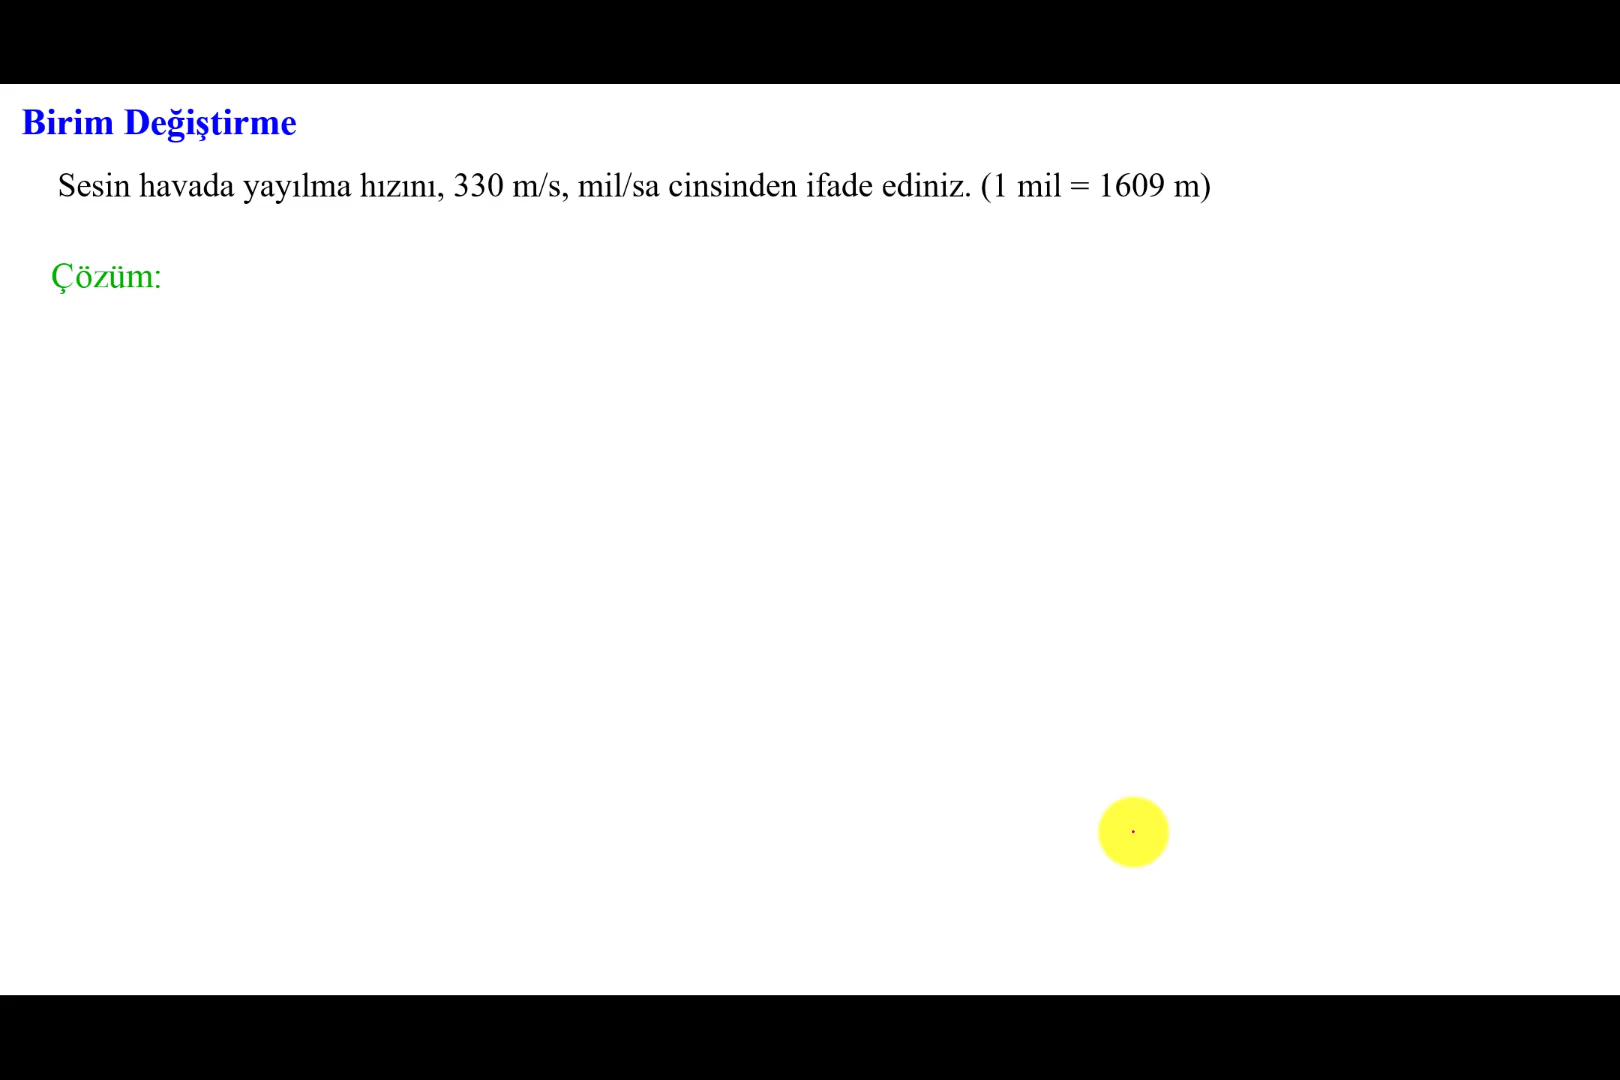 Birim Değiştirme
Sesin havada yayılma hızını, 330 m/s, mil/sa cinsinden ifade ediniz. (1 mil = 1609 m)
Çözüm: